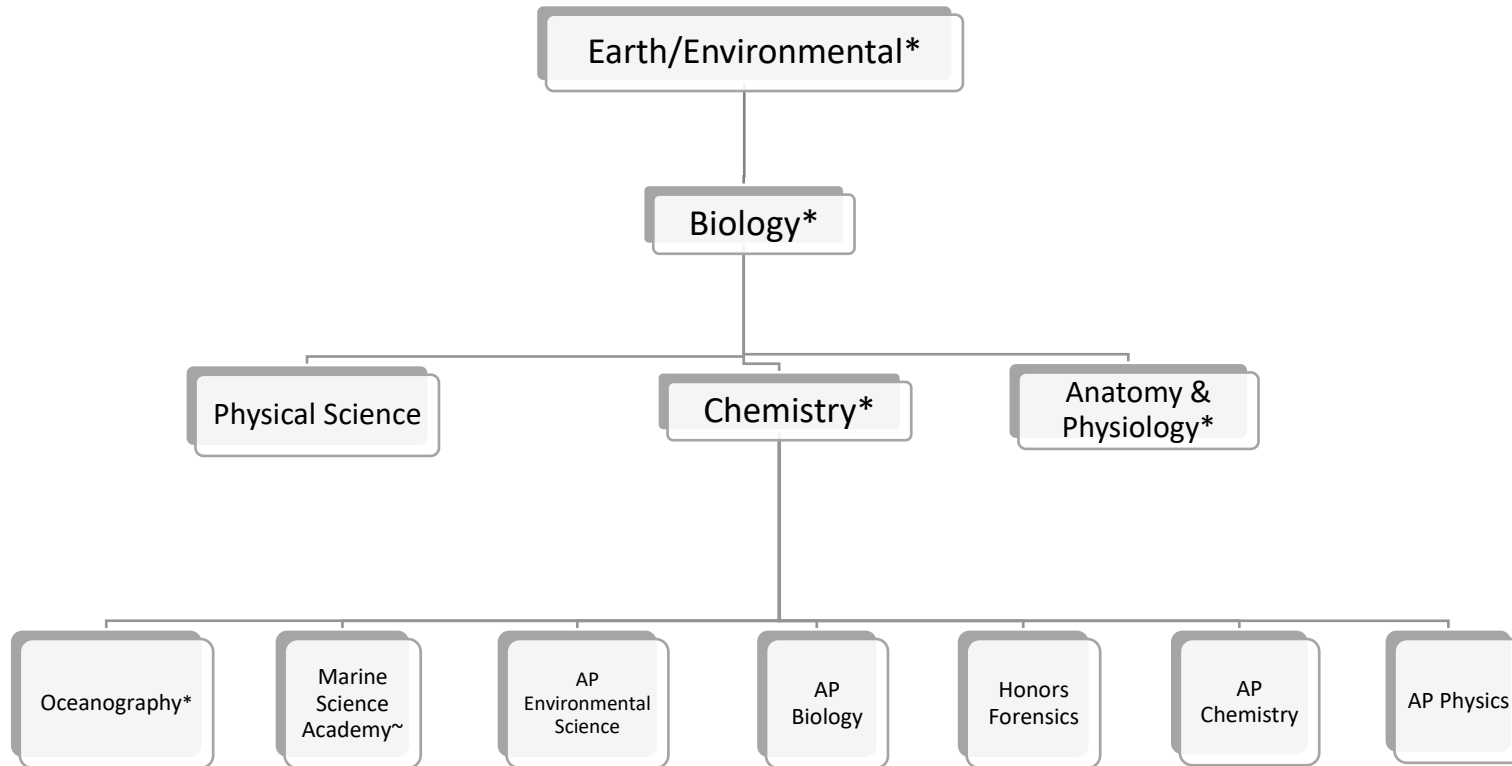 Earth/Environmental*
Biology*
Physical Science
Chemistry*
Anatomy &
Physiology*
Oceanography*
Marine
Science
Academy~
AP
Environmental
Science
AP
Biology
Honors
Forensics
AP
Chemistry
AP Physics